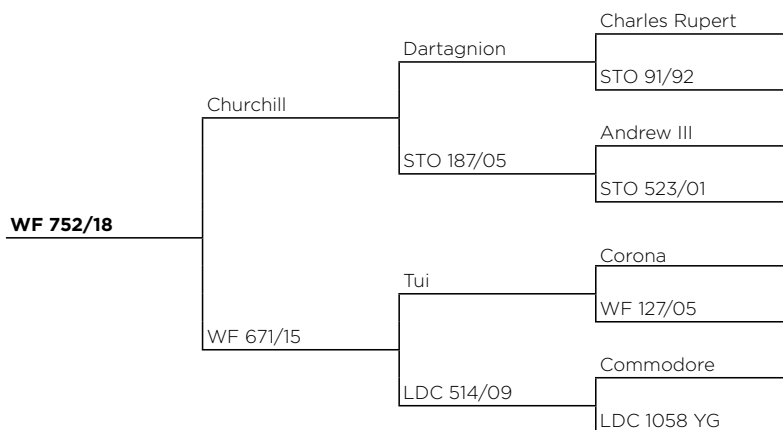 Charles Rupert
Dartagnion
STO 91/92
Churchill
Andrew III
STO 187/05
STO 523/01
WF 752/18
Corona
Tui
WF 127/05
WF 671/15
Commodore
LDC 514/09
LDC 1058 YG